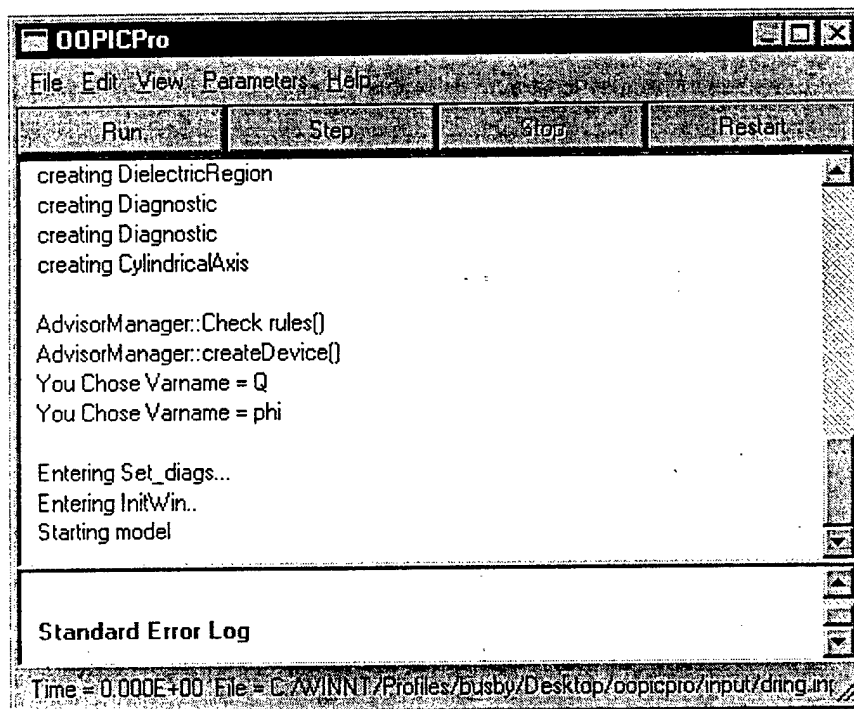 OOPICPro
File Edit View Parameters Help
Run Step Stop Restart
creating DielectricRegion
creating Diagnostic
creating Diagnostic
creating CylindricalAxis
AdvisorManager::Check rules()
AdvisorManager::createDevice()
You Chose Varname = Q
You Chose Varname = phi
Entering Set_diags...
Entering InitWin..
Starting model
Standard Error Log
Time = 0.000E+00 File = C:/WINNT/Profiles/busby/Desktop/oopicpro/input/dring.inp